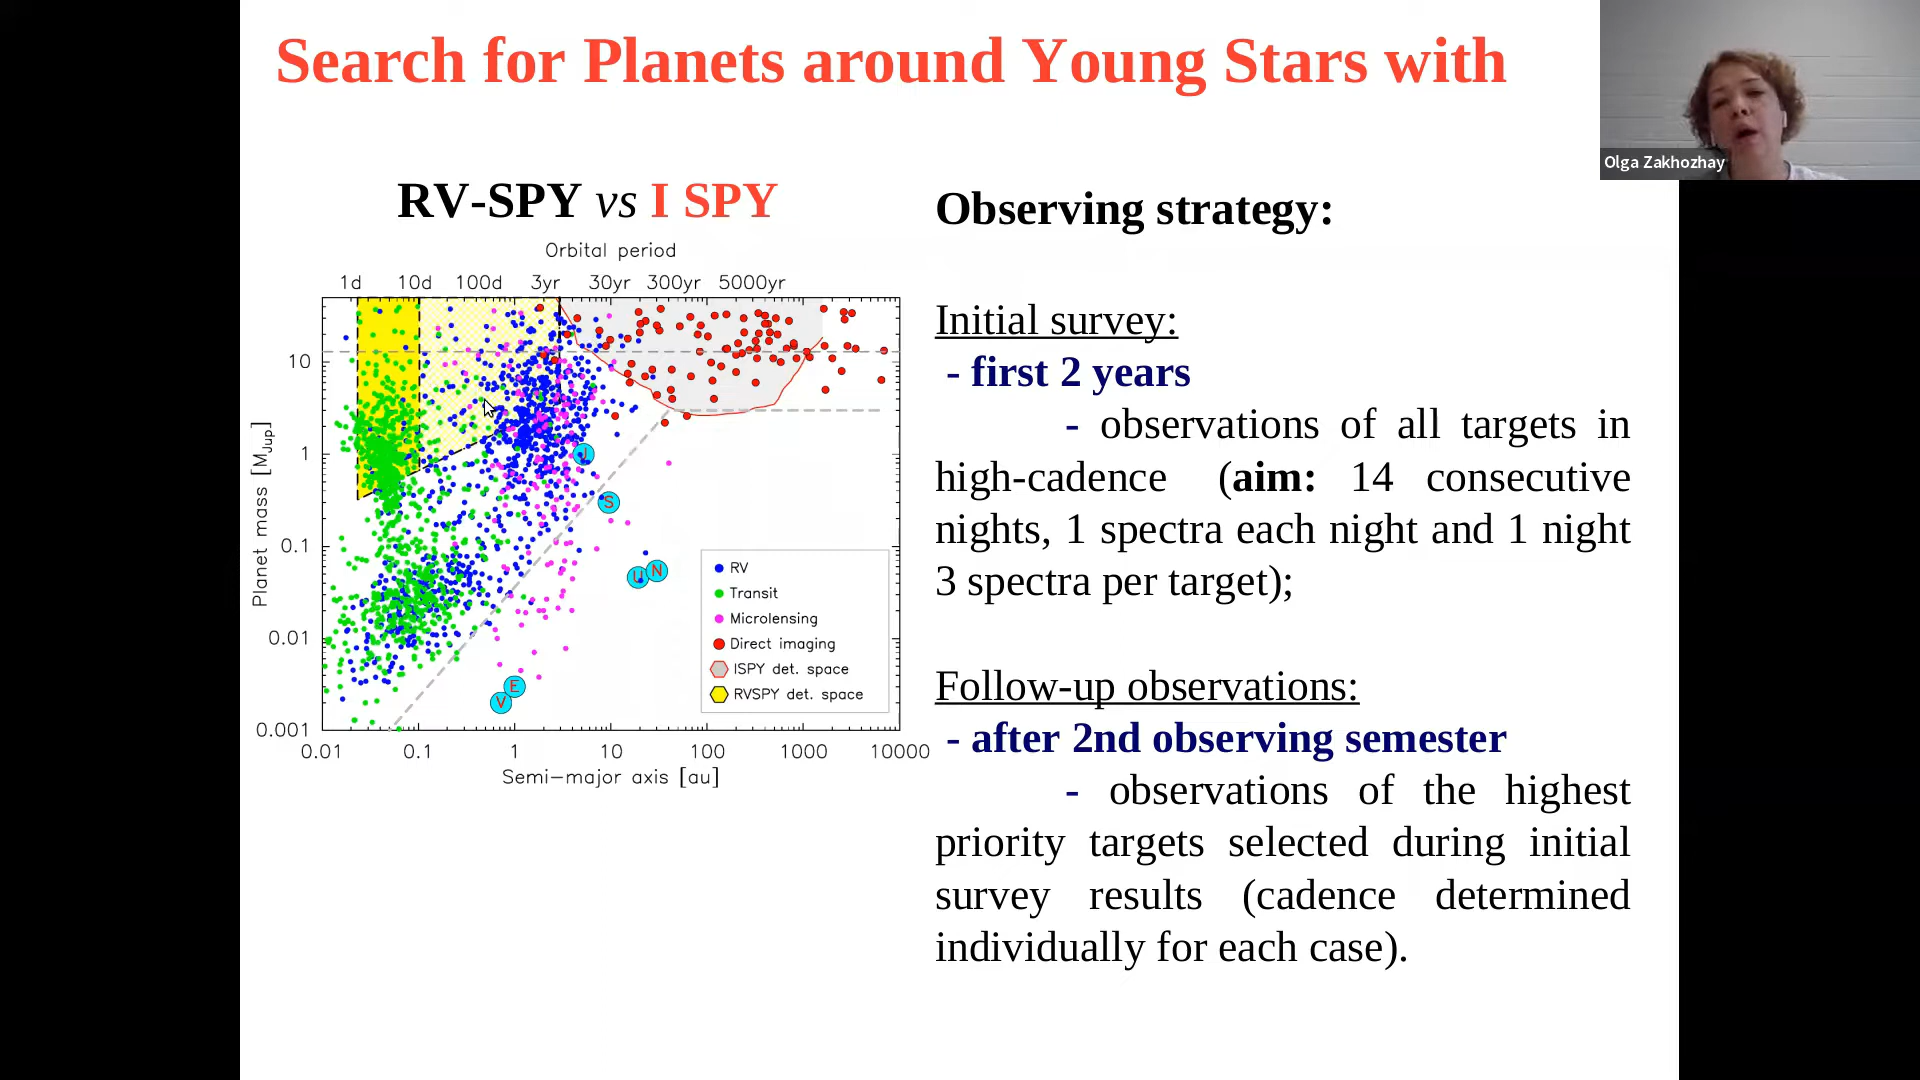 Search for Planets around Young Stars with
Olga Zakhozhay
RV-SPY vs I SPY
Orbital period
1d 10d 100d 3yr 30yr 300yr 5000yr
10
1
0.1
0.01
0.001
Planet mass [MJup]
J
S
U N
E
V
RV
Transit
Microlensing
Direct imaging
ISPY det. space
RVSPY det. space
0.01 0.1 1 10 100 1000 10000
Semi-major axis [au]
Observing strategy:
Initial survey:
- first 2 years
- observations of all targets in
high-cadence (aim: 14 consecutive
nights, 1 spectra each night and 1 night
3 spectra per target);
Follow-up observations:
- after 2nd observing semester
- observations of the highest
priority targets selected during initial
survey results (cadence determined
individually for each case).